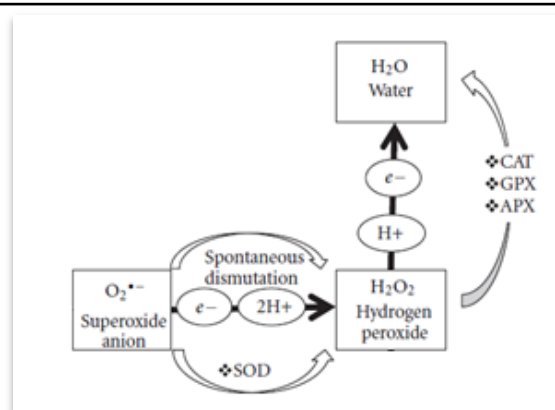 H₂O
Water
❖CAT
❖GPX
❖APX
e−
H+
Spontaneous
dismutation
O₂•−
Superoxide
anion
e−
2H+
H₂O₂
Hydrogen
peroxide
❖SOD